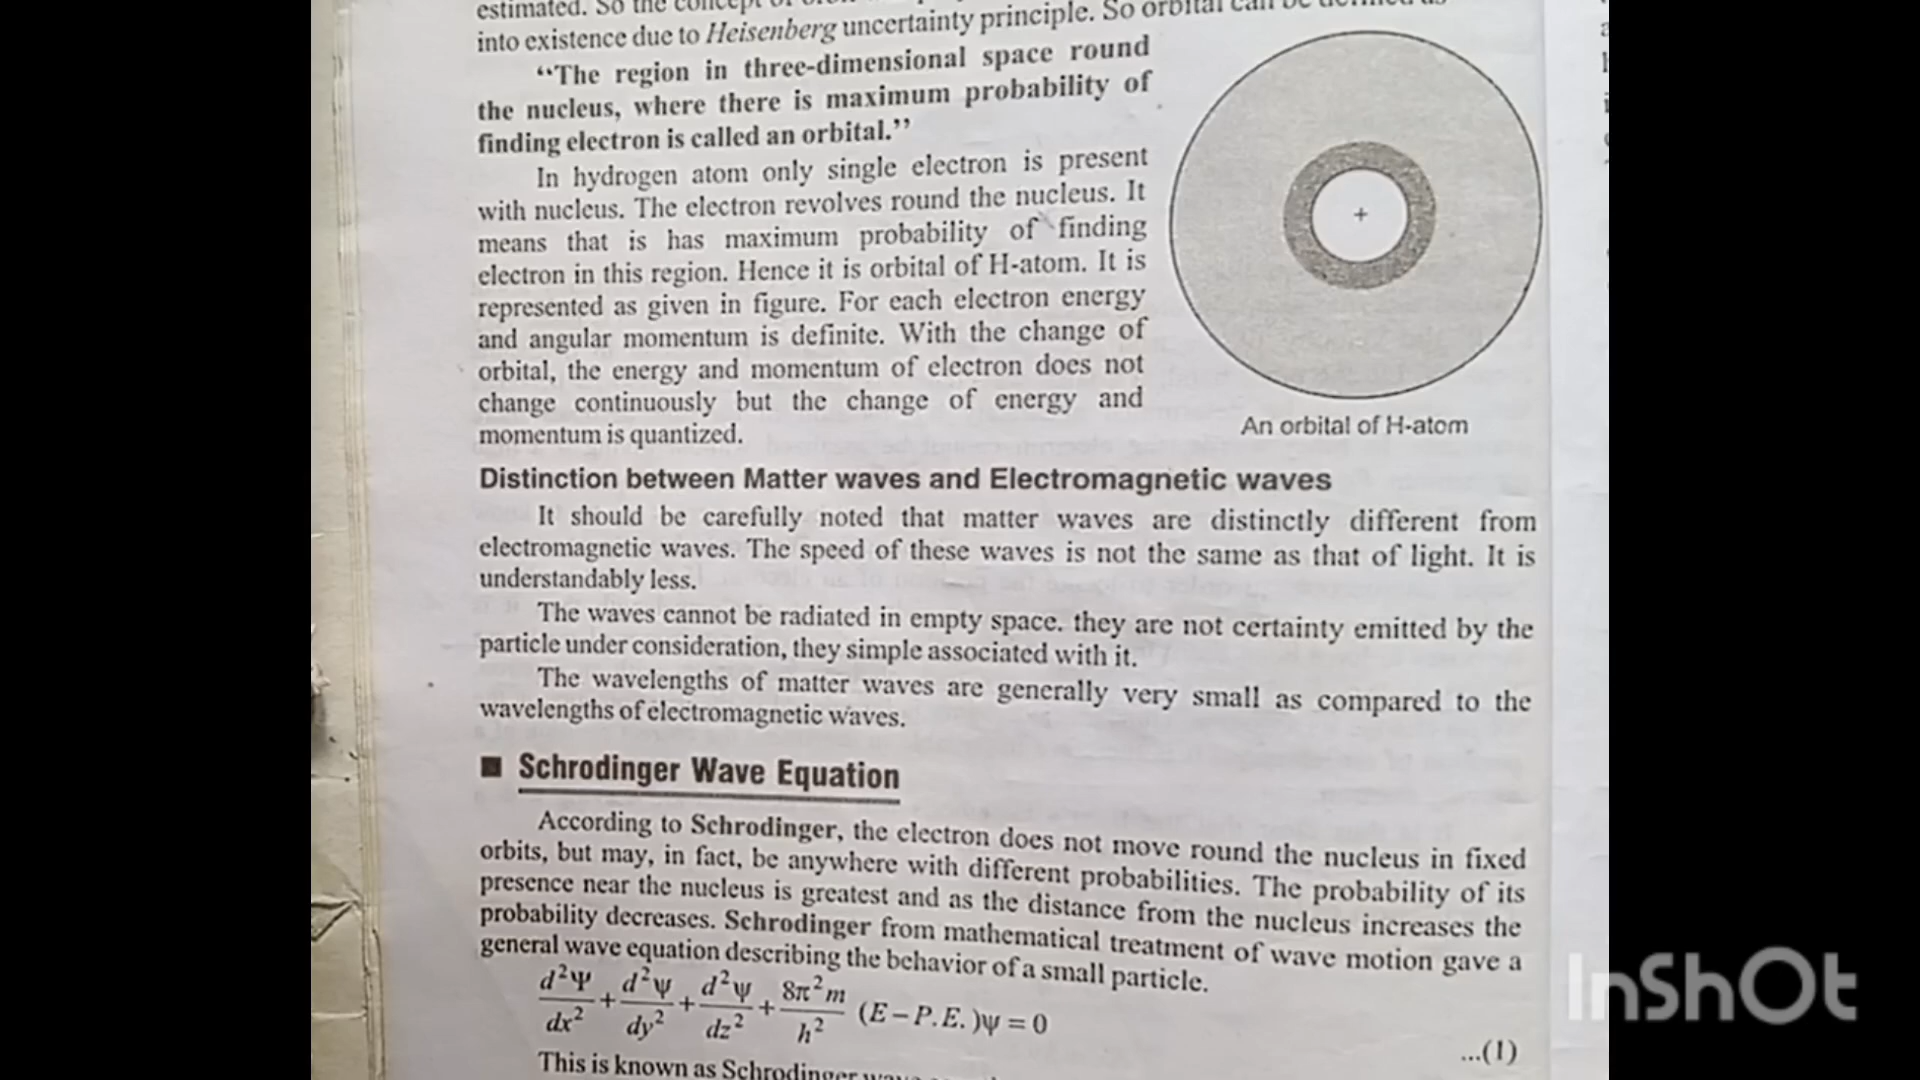 estimated. So the concept of
into existence due to Heisenberg uncertainty principle. So orbital can be defined as
“The region in three-dimensional space round
the nucleus, where there is maximum probability of
finding electron is called an orbital.”
In hydrogen atom only single electron is present
with nucleus. The electron revolves round the nucleus. It
means that is has maximum probability of finding
electron in this region. Hence it is orbital of H-atom. It is
represented as given in figure. For each electron energy
and angular momentum is definite. With the change of
orbital, the energy and momentum of electron does not
change continuously but the change of energy and
momentum is quantized.
+
An orbital of H-atom
Distinction between Matter waves and Electromagnetic waves
It should be carefully noted that matter waves are distinctly different from
electromagnetic waves. The speed of these waves is not the same as that of light. It is
understandably less.
The waves cannot be radiated in empty space. they are not certainty emitted by the
particle under consideration, they simple associated with it.
The wavelengths of matter waves are generally very small as compared to the
wavelengths of electromagnetic waves.
■ Schrodinger Wave Equation
According to Schrodinger, the electron does not move round the nucleus in fixed
orbits, but may, in fact, be anywhere with different probabilities. The probability of its
presence near the nucleus is greatest and as the distance from the nucleus increases the
probability decreases. Schrodinger from mathematical treatment of wave motion gave a
general wave equation describing the behavior of a small particle.
d²Ψ/dx² + d²ψ/dy² + d²ψ/dz² + 8π²m/h² (E – P.E.)ψ = 0
...(1)
This is known as Schrodinger
InShOt